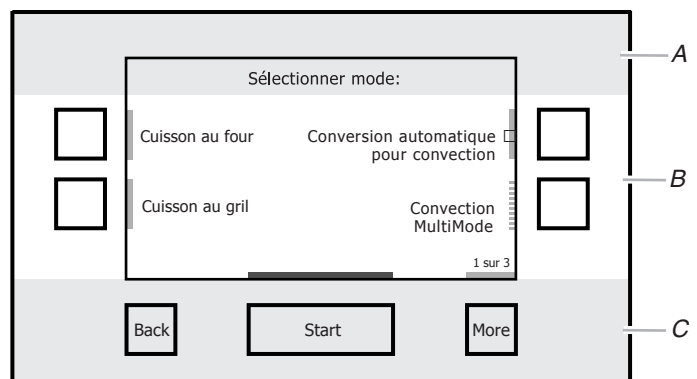 A
Sélectionner mode:
Cuisson au four
Conversion automatique
pour convection
B
Cuisson au gril
Convection
MultiMode
1 sur 3
Back
Start
More
C